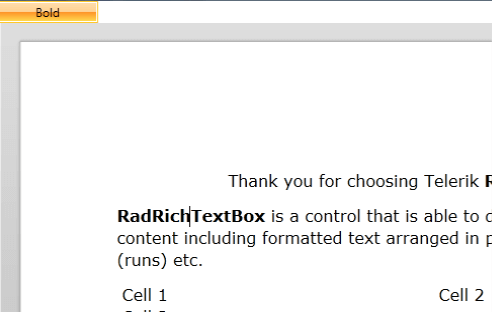 Bold
Thank you for choosing Telerik
RadRichTextBox is a control that is able to
content including formatted text arranged in
(runs) etc.
Cell 1 Cell 2